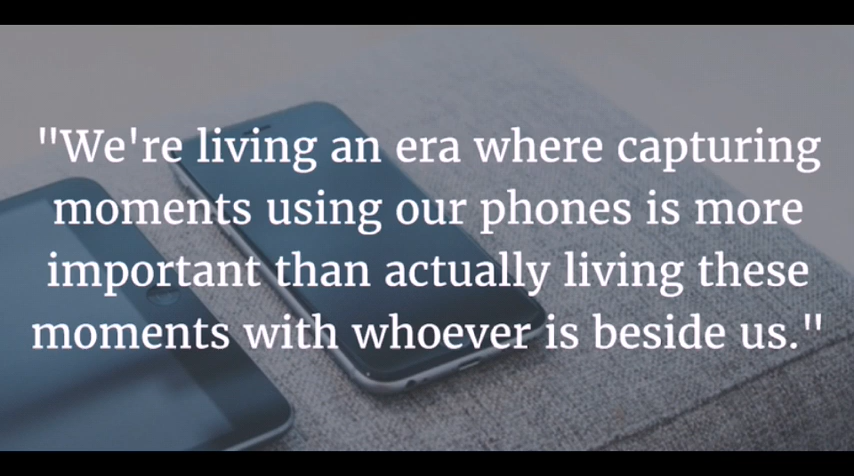 "We're living an era where capturing
moments using our phones is more
important than actually living these
moments with whoever is beside us."